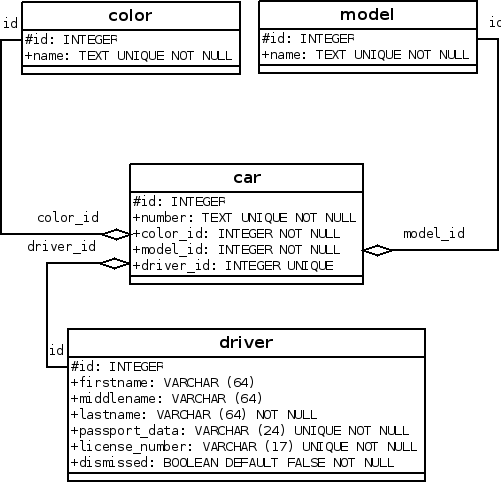 color
id
#id: INTEGER
+name: TEXT UNIQUE NOT NULL
model
id
#id: INTEGER
+name: TEXT UNIQUE NOT NULL
car
#id: INTEGER
+number: TEXT UNIQUE NOT NULL
+color_id: INTEGER NOT NULL
+model_id: INTEGER NOT NULL
+driver_id: INTEGER UNIQUE
color_id
driver_id
model_id
driver
id
#id: INTEGER
+firstname: VARCHAR (64)
+middlename: VARCHAR (64)
+lastname: VARCHAR (64) NOT NULL
+passport_data: VARCHAR (24) UNIQUE NOT NULL
+license_number: VARCHAR (17) UNIQUE NOT NULL
+dismissed: BOOLEAN DEFAULT FALSE NOT NULL